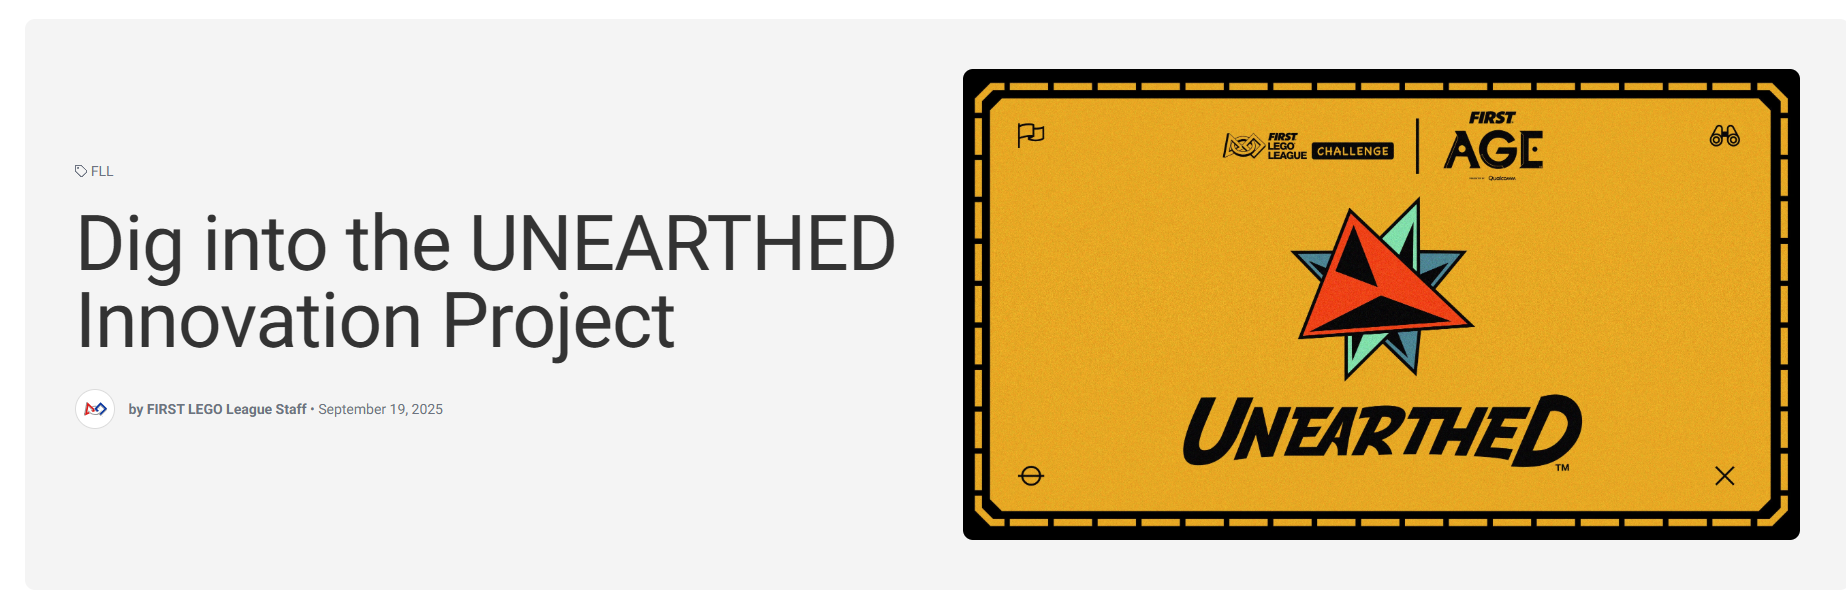 FLL
Dig into the UNEARTHED
Innovation Project
by FIRST LEGO League Staff • September 19, 2025
FIRST
LEGO
LEAGUE
CHALLENGE
FIRST
AGE
Qualcomm
UNEARTHED
TM